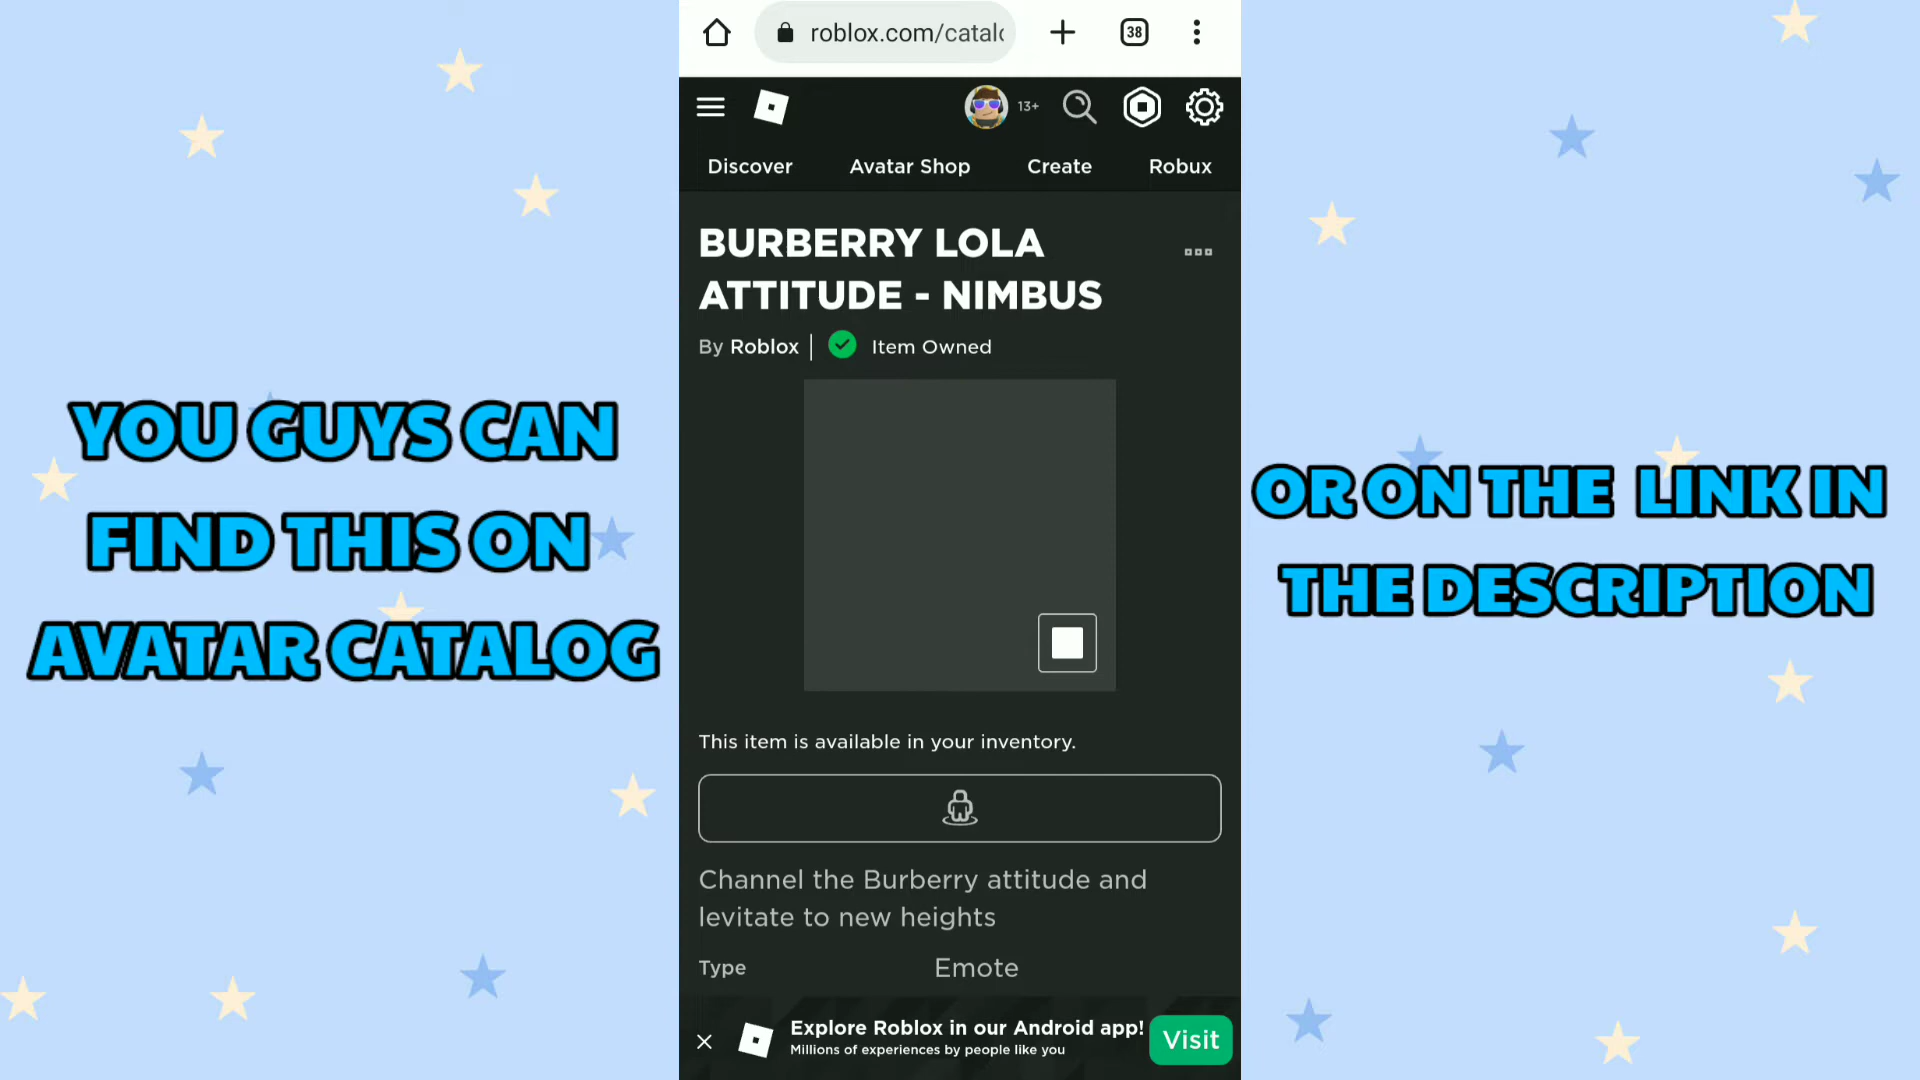 roblox.com/catal
38
13+
Discover Avatar Shop Create Robux
BURBERRY LOLA
ATTITUDE - NIMBUS
By Roblox | Item Owned
YOU GUYS CAN
FIND THIS ON
AVATAR CATALOG
OR ON THE LINK IN
THE DESCRIPTION
This item is available in your inventory.
Channel the Burberry attitude and
levitate to new heights
Type Emote
Explore Roblox in our Android app!
Millions of experiences by people like you
Visit